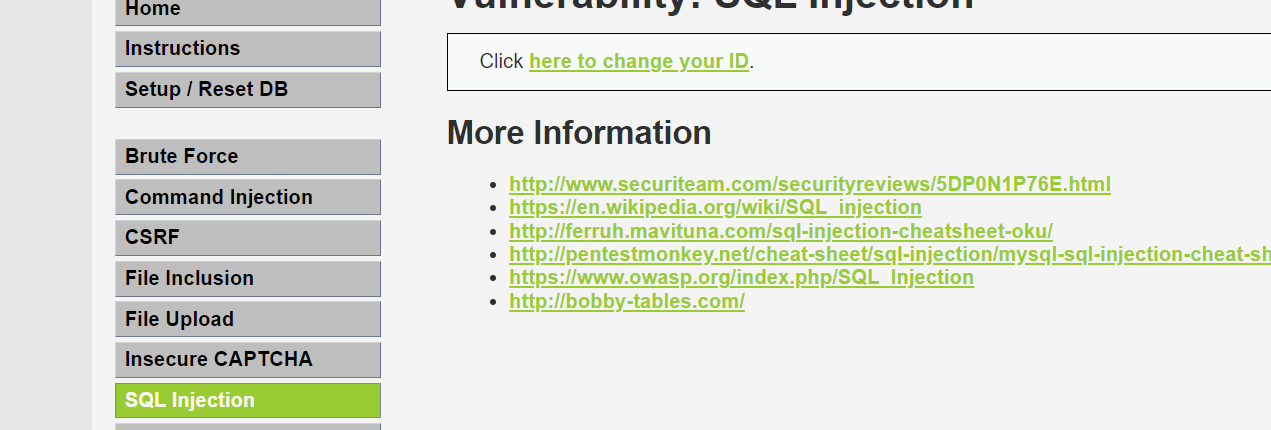 Home
Instructions
Setup / Reset DB
Brute Force
Command Injection
CSRF
File Inclusion
File Upload
Insecure CAPTCHA
SQL Injection
Vulnerability: SQL Injection
Click here to change your ID.
More Information
http://www.securiteam.com/securityreviews/5DP0N1P76E.html
https://en.wikipedia.org/wiki/SQL_injection
http://ferruh.mavituna.com/sql-injection-cheatsheet-oku/
http://pentestmonkey.net/cheat-sheet/sql-injection/mysql-sql-injection-cheat-sh
https://www.owasp.org/index.php/SQL_Injection
http://bobby-tables.com/